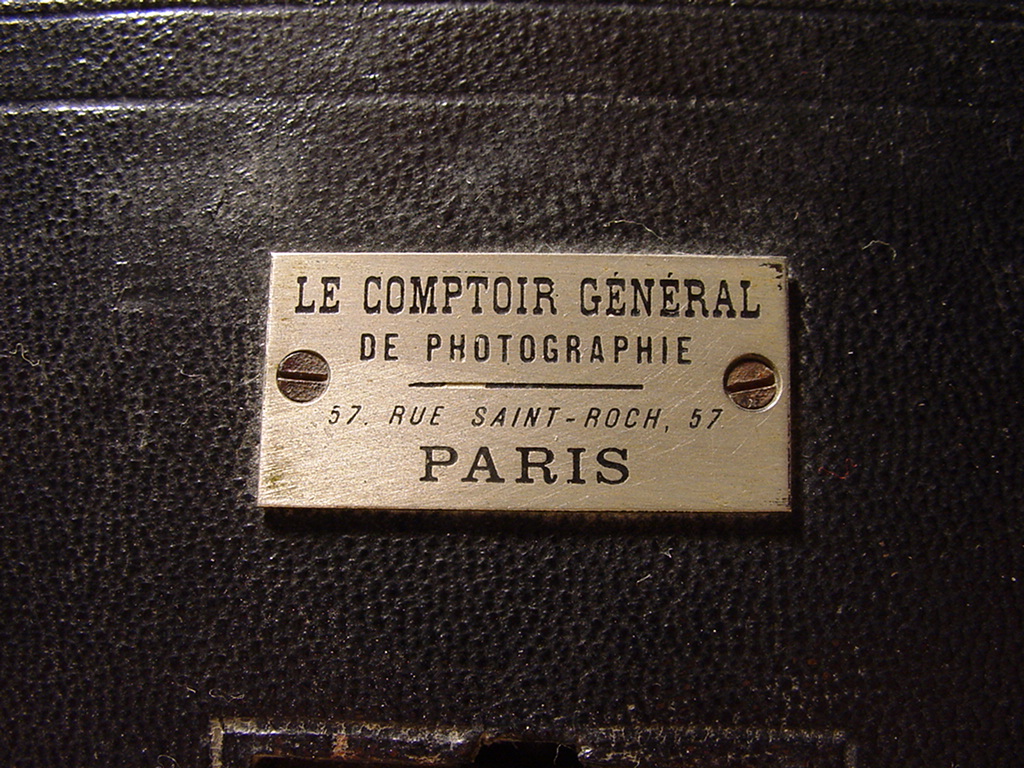 LE COMPTOIR GÉNÉRAL
DE PHOTOGRAPHIE
57. RUE SAINT-ROCH, 57
PARIS